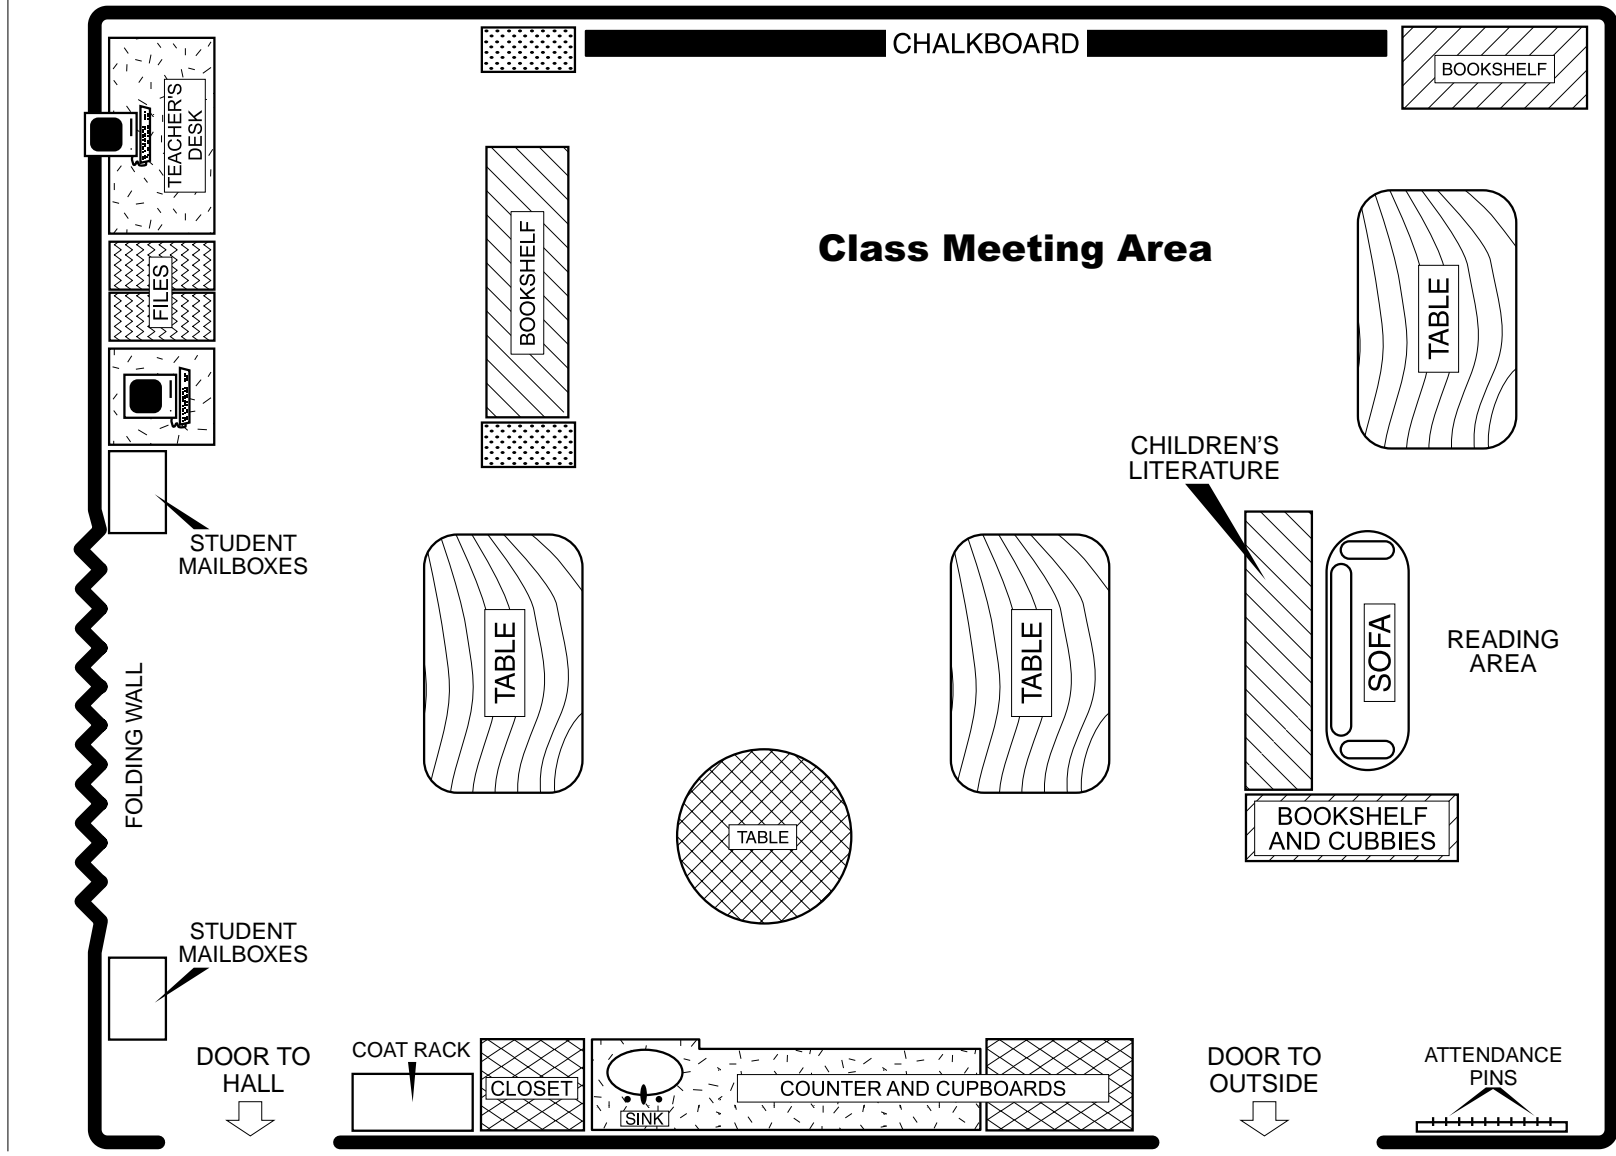 CHALKBOARD
BOOKSHELF
TEACHER'S
DESK
FILES
BOOKSHELF
Class Meeting Area
TABLE
CHILDREN'S
LITERATURE
STUDENT
MAILBOXES
FOLDING WALL
TABLE
TABLE
SOFA
READING
AREA
TABLE
BOOKSHELF
AND CUBBIES
STUDENT
MAILBOXES
DOOR TO
HALL
COAT RACK
CLOSET
SINK
COUNTER AND CUPBOARDS
DOOR TO
OUTSIDE
ATTENDANCE
PINS